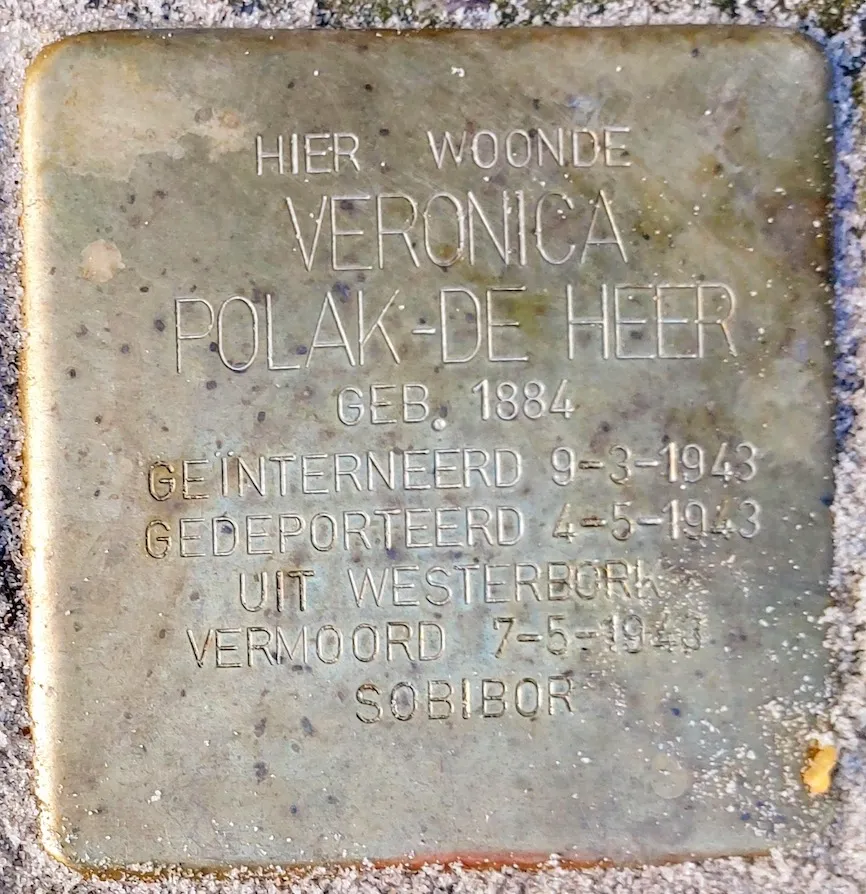 HIER WOONDE
VERONICA
POLAK-DE HEER
GEB. 1884
GEÏNTERNEERD 9-3-1943
GEDEPORTEERD 4-5-1943
UIT WESTERBORK
VERMOORD 7-5-1943
SOBIBOR